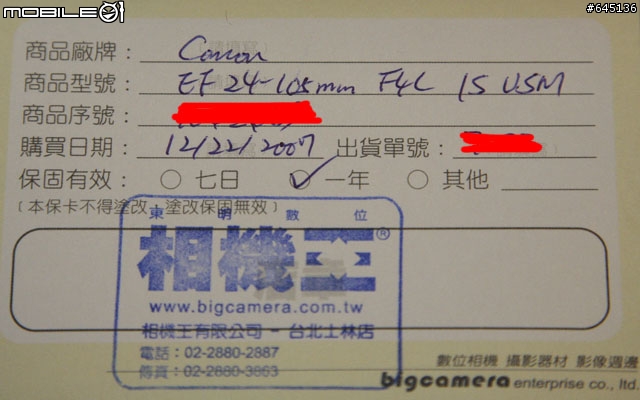 MOBILE01
#645136
商品廠牌：Canon
商品型號：EF 24-105mm F4L IS USM
商品序號：
購買日期：12/22/2007 出貨單號：
保固有效：○ 七日 ○ 一年 ○ 其他
﹝本保卡不得塗改，塗改保固無效﹞
東明數位
相機王®
www.bigcamera.com.tw
相機王有限公司 - 台北士林店
電話：02-2880-2887
傳真：02-2880-3863
數位相機 攝影器材 影像週邊
bigcamera enterprise co., ltd.